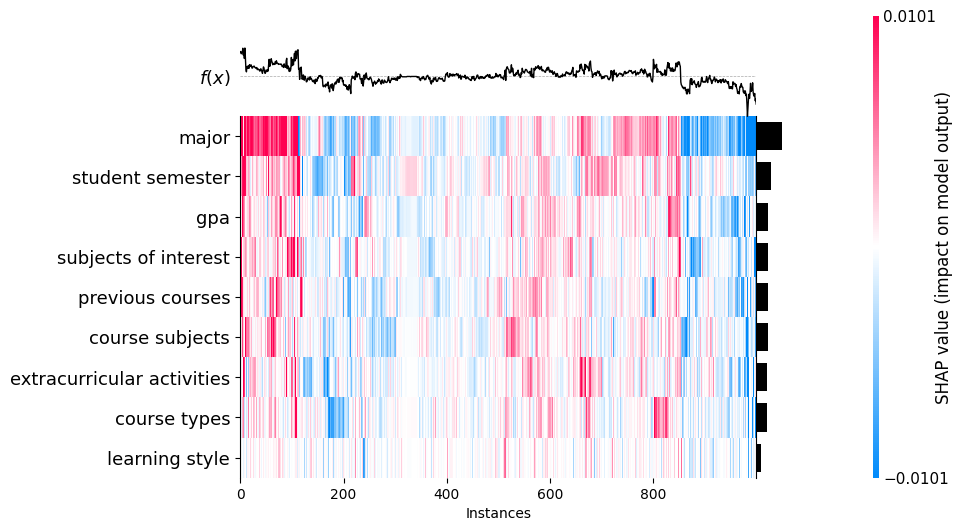 0.0101
f(x)
major
student semester
gpa
subjects of interest
previous courses
course subjects
extracurricular activities
course types
learning style
0
200
400
600
800
Instances
SHAP value (impact on model output)
−0.0101